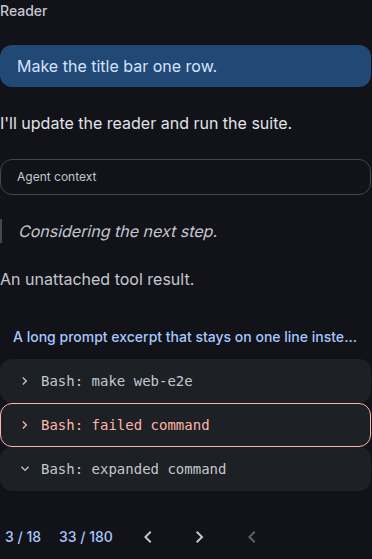 Reader
Make the title bar one row.
I'll update the reader and run the suite.
Agent context
Considering the next step.
An unattached tool result.
A long prompt excerpt that stays on one line inste...
Bash: make web-e2e
Bash: failed command
Bash: expanded command
3 / 18 33 / 180